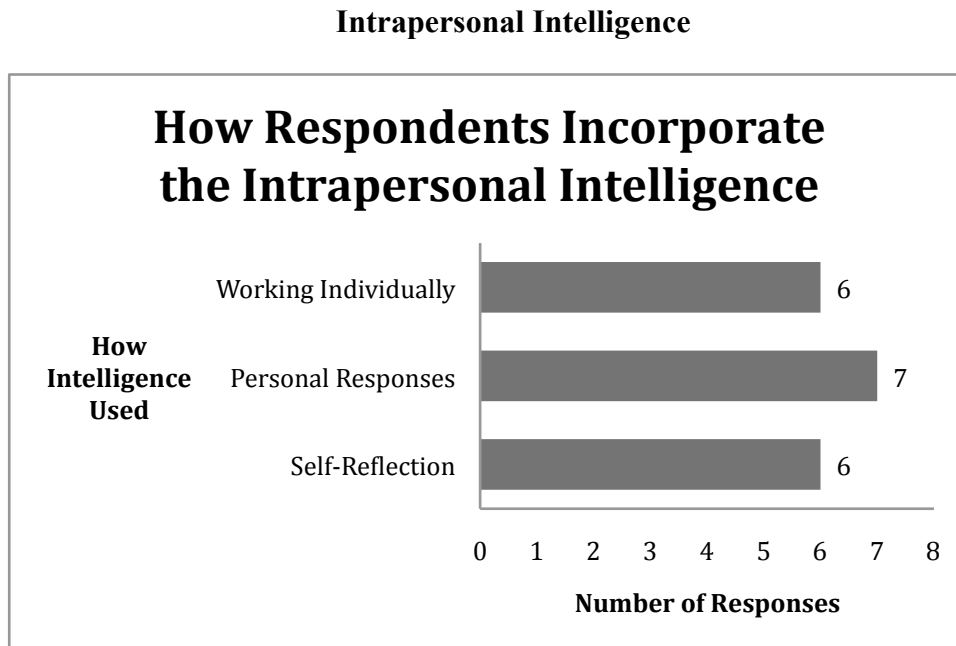 Intrapersonal Intelligence
How Respondents Incorporate
the Intrapersonal Intelligence
Working Individually
6
How
Intelligence
Used
Personal Responses
7
Self-Reflection
6
0 1 2 3 4 5 6 7 8
Number of Responses